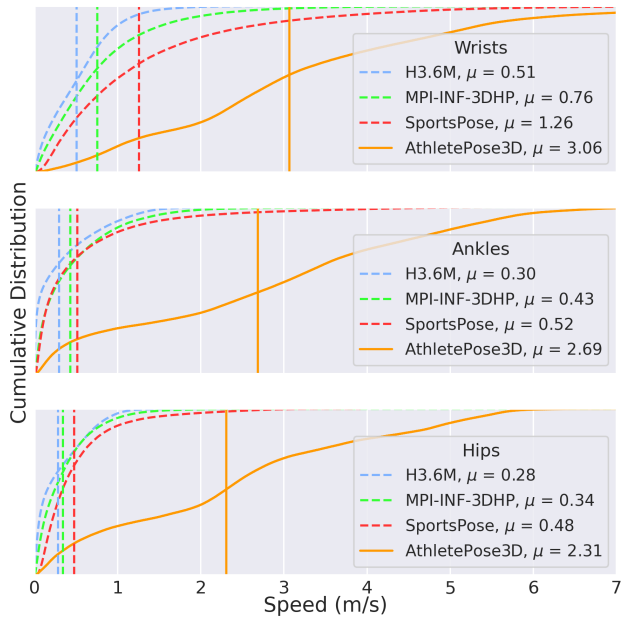 Wrists
H3.6M, μ = 0.51
MPI-INF-3DHP, μ = 0.76
SportsPose, μ = 1.26
AthletePose3D, μ = 3.06
Cumulative Distribution
Ankles
H3.6M, μ = 0.30
MPI-INF-3DHP, μ = 0.43
SportsPose, μ = 0.52
AthletePose3D, μ = 2.69
Hips
H3.6M, μ = 0.28
MPI-INF-3DHP, μ = 0.34
SportsPose, μ = 0.48
AthletePose3D, μ = 2.31
0 1 2 3 4 5 6 7
Speed (m/s)